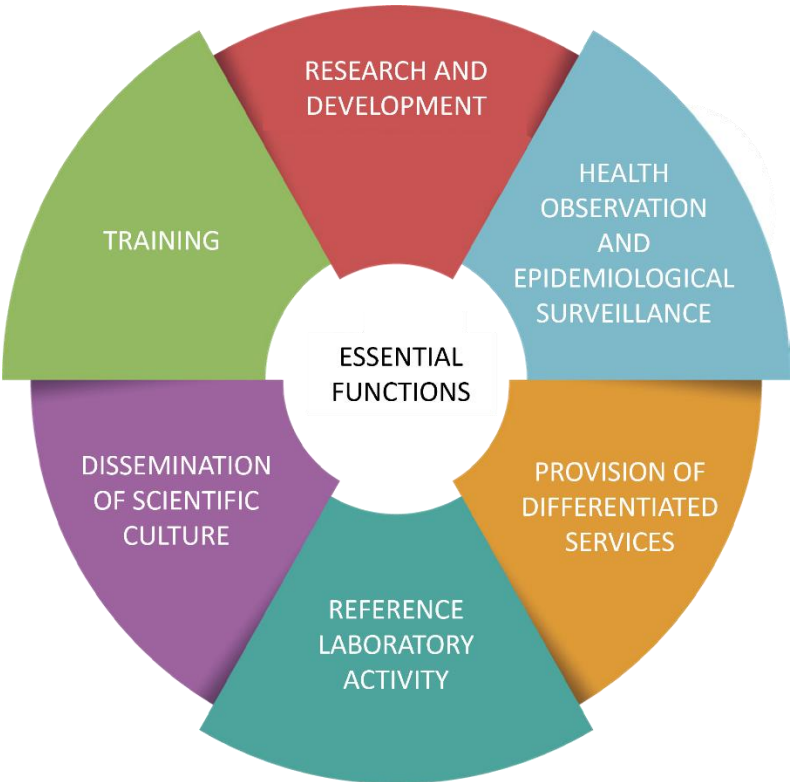 RESEARCH AND
DEVELOPMENT
HEALTH
OBSERVATION
AND
EPIDEMIOLOGICAL
SURVEILLANCE
PROVISION OF
DIFFERENTIATED
SERVICES
REFERENCE
LABORATORY
ACTIVITY
DISSEMINATION
OF SCIENTIFIC
CULTURE
TRAINING
ESSENTIAL
FUNCTIONS